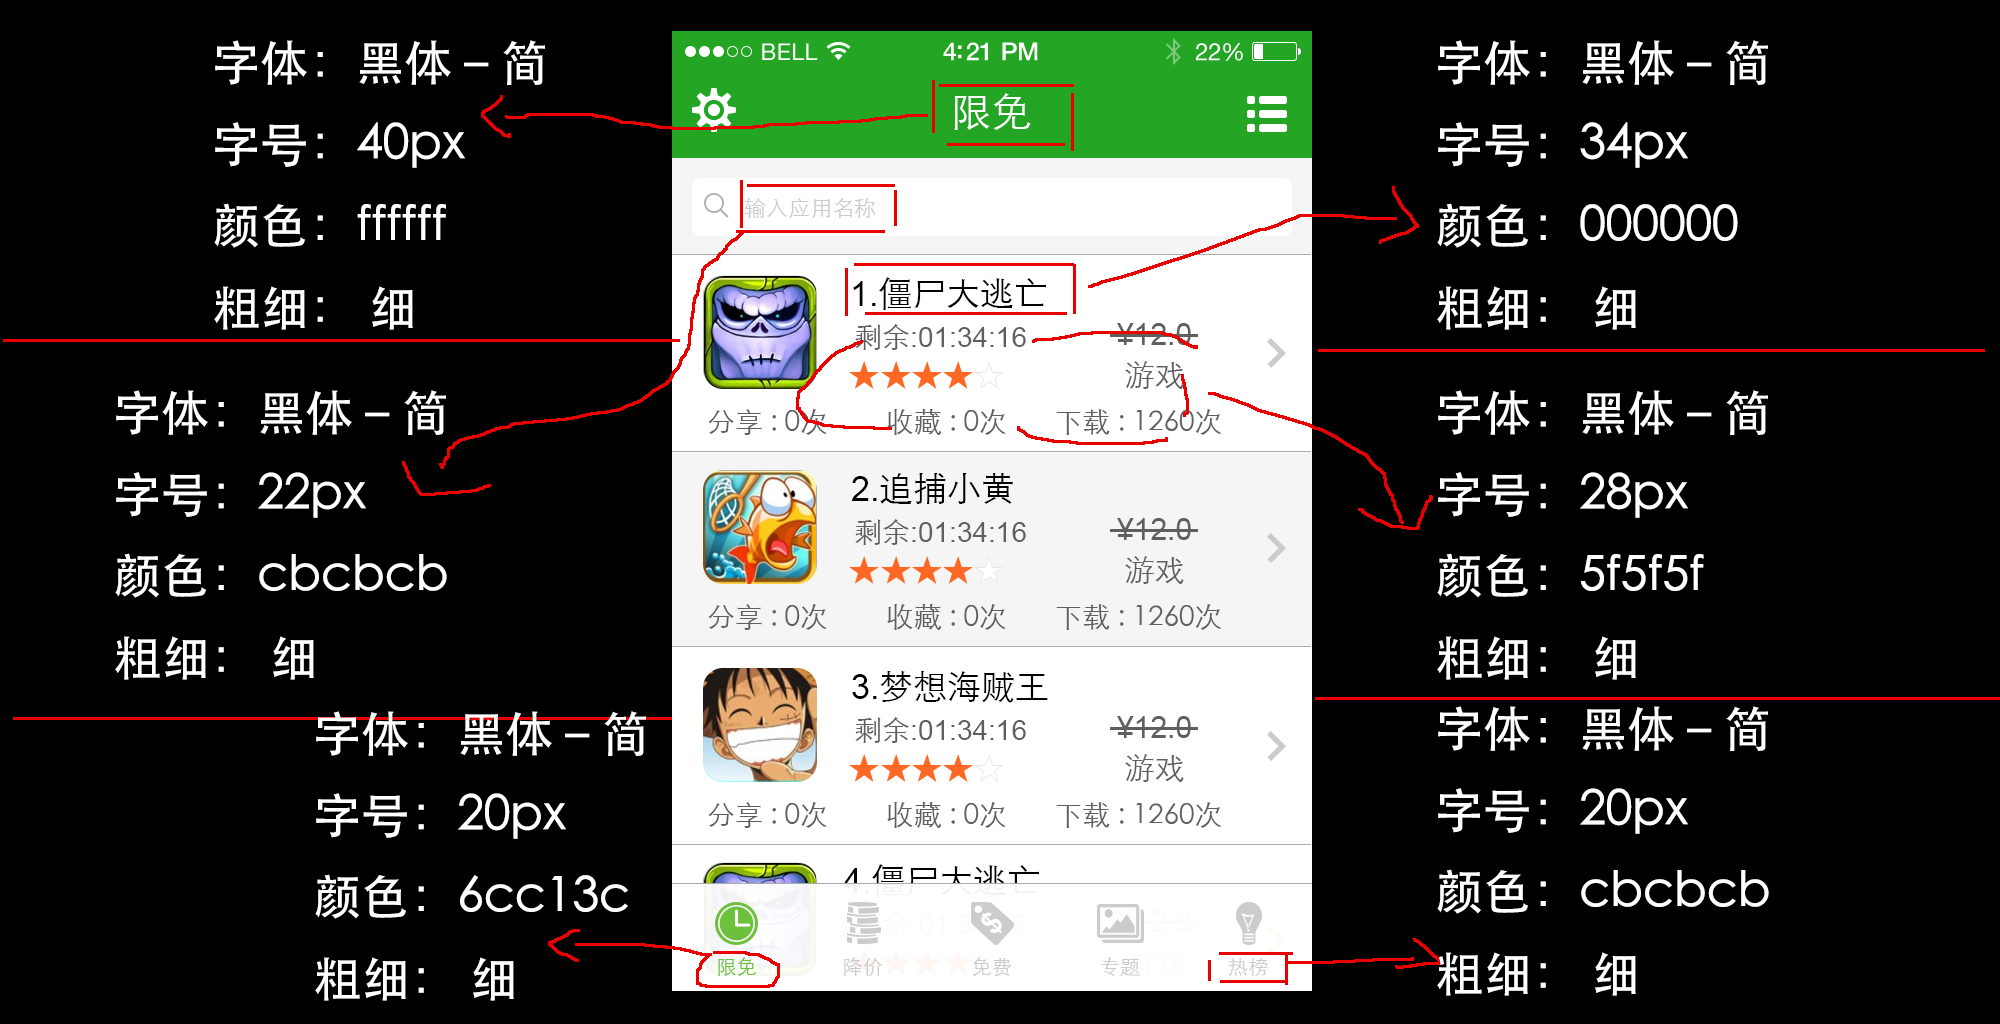 字体：黑体－简
字号：40px
颜色：ffffff
粗细： 细
字体：黑体－简
字号：22px
颜色：cbcbcb
粗细： 细
字体：黑体－简
字号：20px
颜色：6cc13c
粗细： 细
BELL 4:21 PM 22%
限免
输入应用名称
1.僵尸大逃亡
剩余:01:34:16 ¥12.0
游戏
分享：0次 收藏：0次 下载：1260次
2.追捕小黄
剩余:01:34:16 ¥12.0
游戏
分享：0次 收藏：0次 下载：1260次
3.梦想海贼王
剩余:01:34:16 ¥12.0
游戏
分享：0次 收藏：0次 下载：1260次
4.僵尸大逃亡
限免 降价 免费 专题 热榜
字体：黑体－简
字号：34px
颜色：000000
粗细： 细
字体：黑体－简
字号：28px
颜色：5f5f5f
粗细： 细
字体：黑体－简
字号：20px
颜色：cbcbcb
粗细： 细